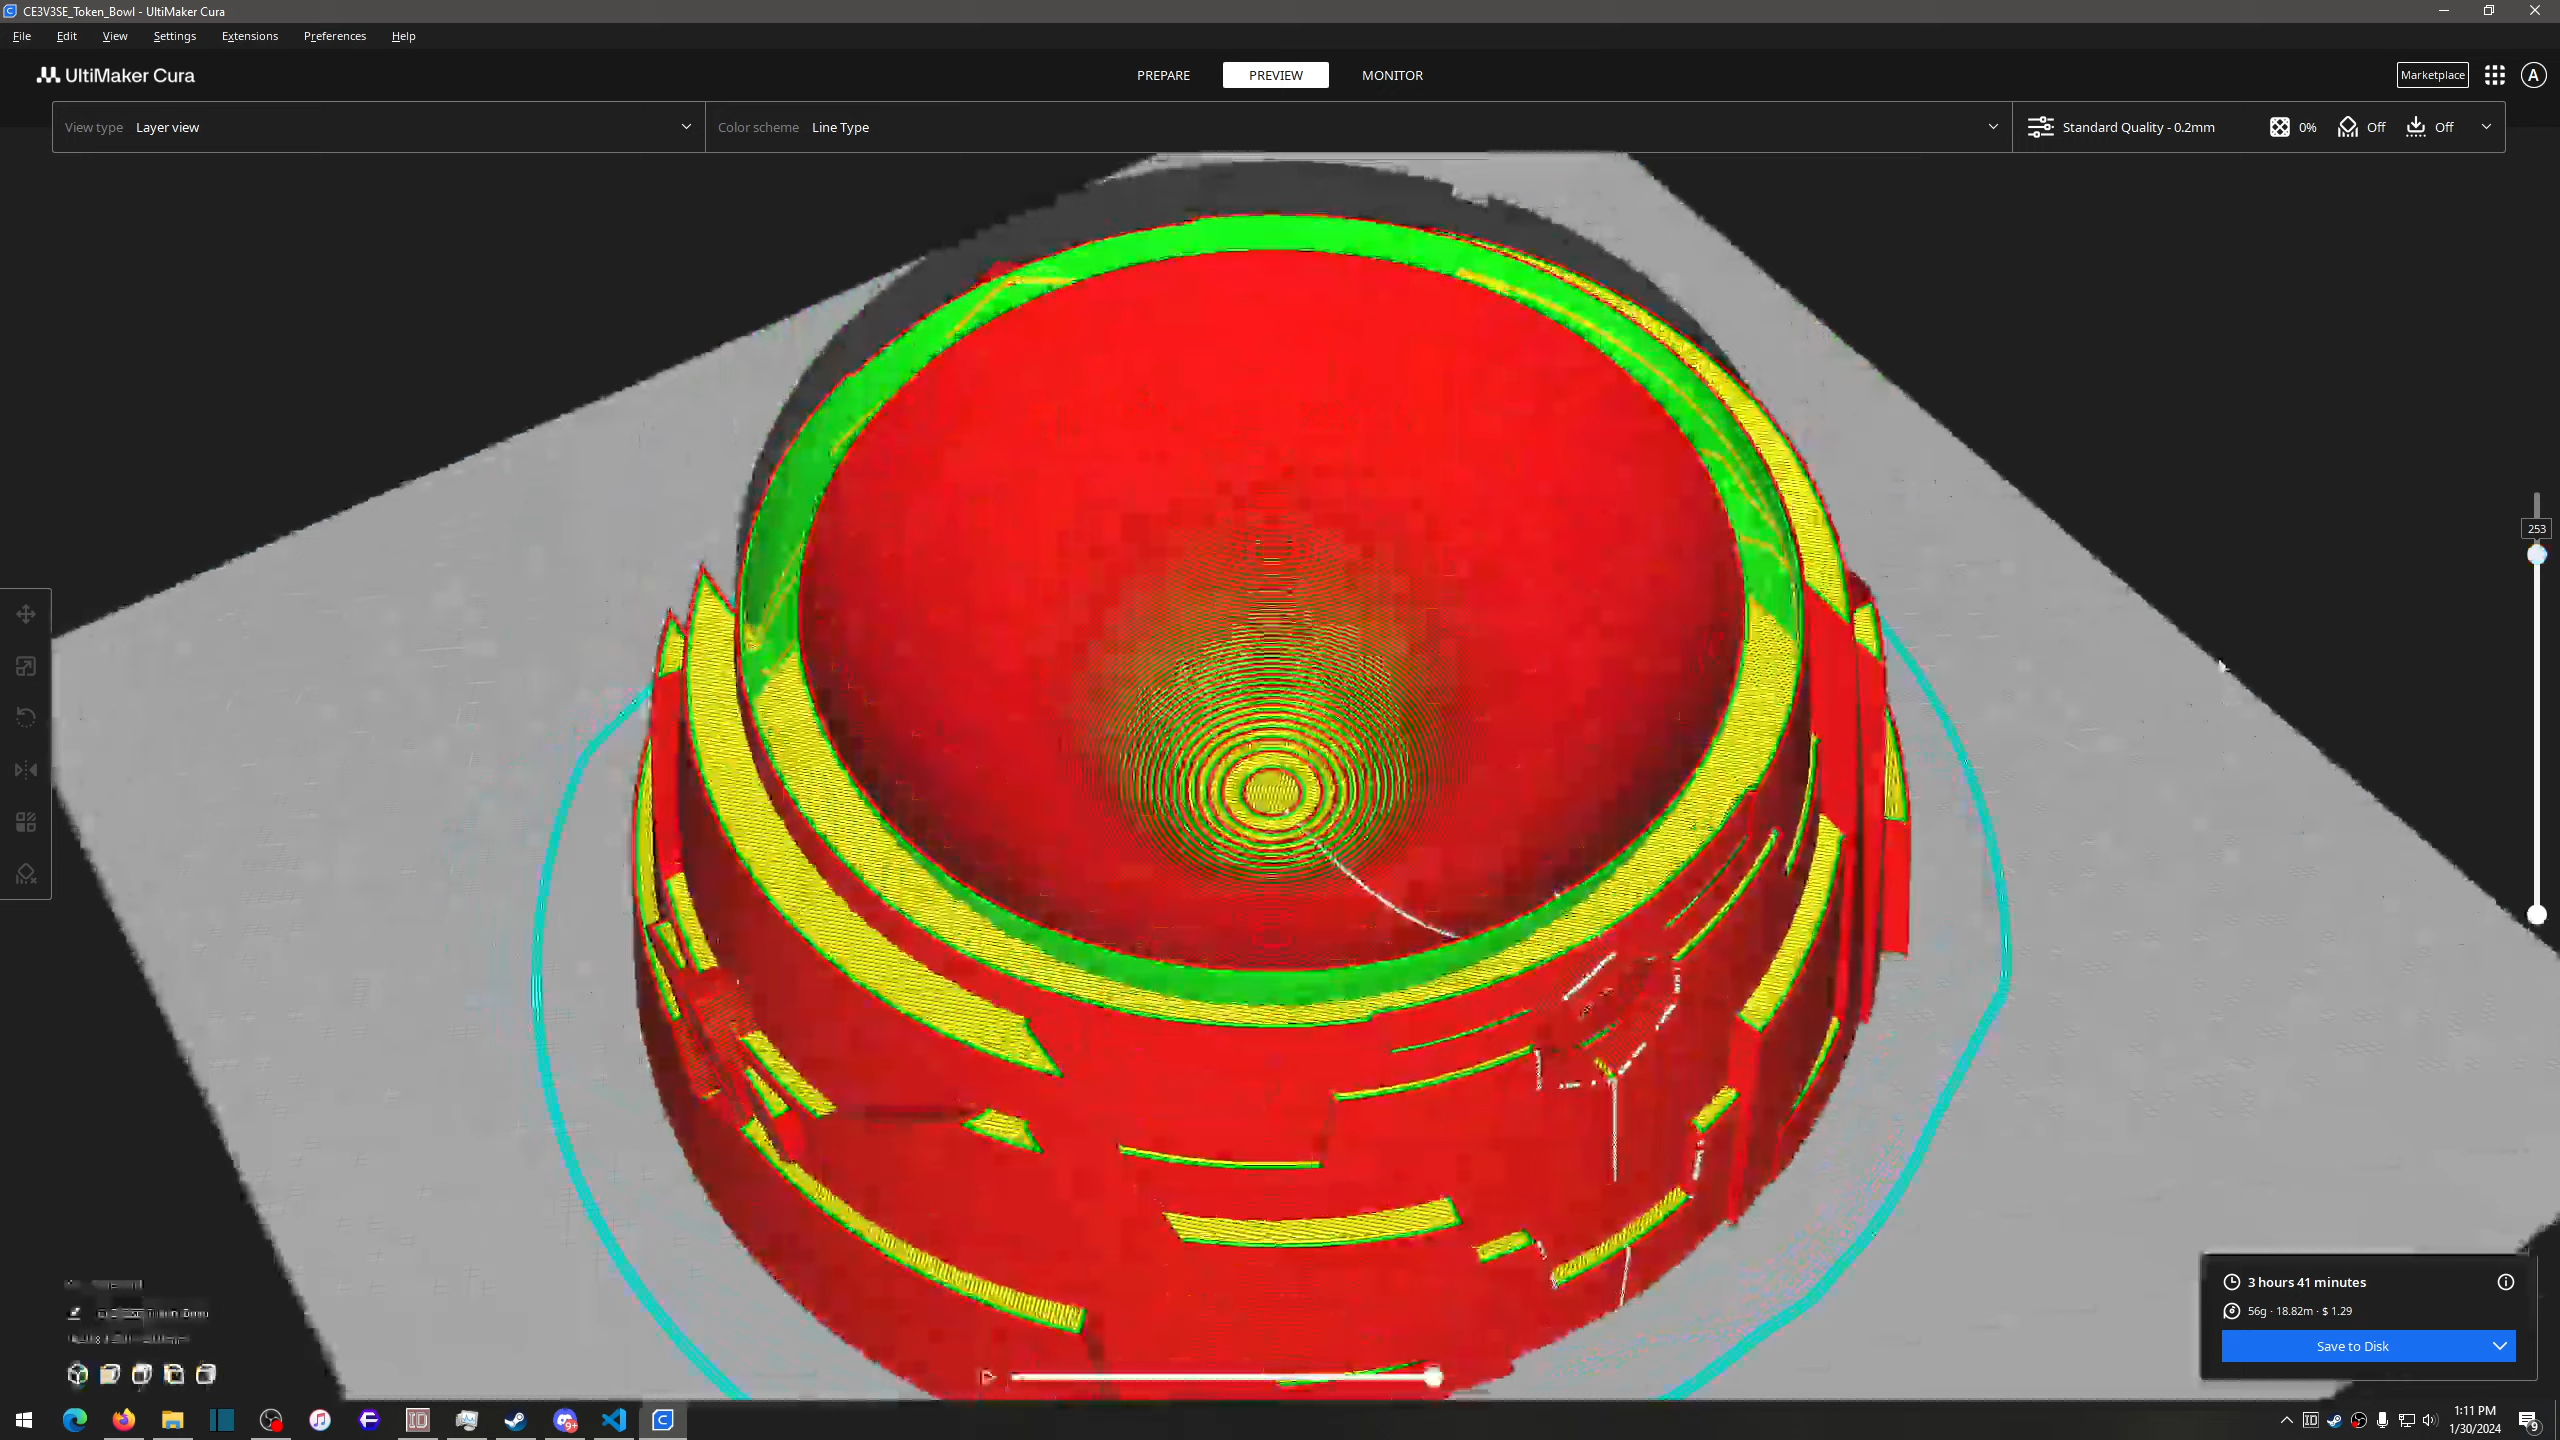 CE3V3SE_Token_Bowl - UltiMaker Cura
File Edit View Settings Extensions Preferences Help
UltiMaker Cura
PREPARE PREVIEW MONITOR
Marketplace
A
View type Layer view
Color scheme Line Type
Standard Quality - 0.2mm 0% Off Off
253
3 hours 41 minutes
56g · 18.82m · $ 1.29
Save to Disk
9+
1:11 PM
1/30/2024
9